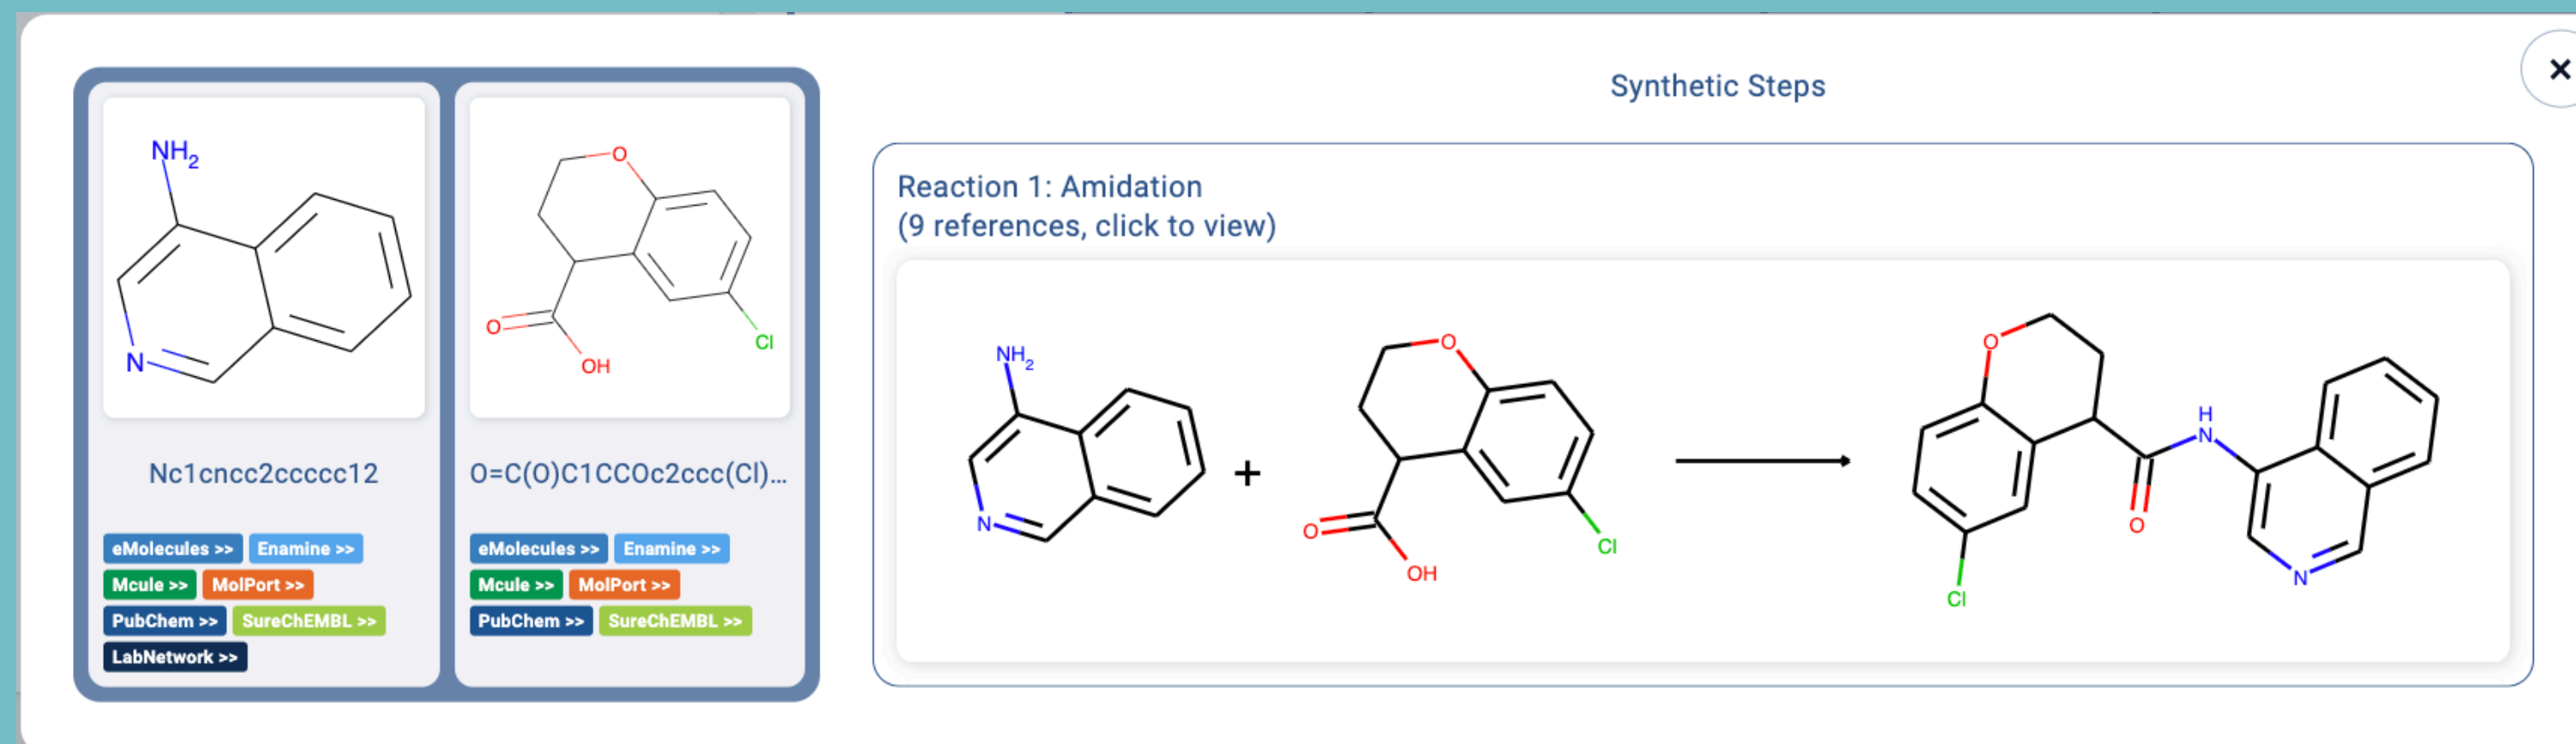 Synthetic Steps
×
NH2
N
Nc1cncc2ccccc12
eMolecules >> Enamine >>
Mcule >> MolPort >>
PubChem >> SureChEMBL >>
LabNetwork >>
O
O
OH
Cl
O=C(O)C1CCOc2ccc(Cl)...
eMolecules >> Enamine >>
Mcule >> MolPort >>
PubChem >> SureChEMBL >>
Reaction 1: Amidation
(9 references, click to view)
NH2
N
+
O
O
OH
Cl
O
H
N
O
N
Cl